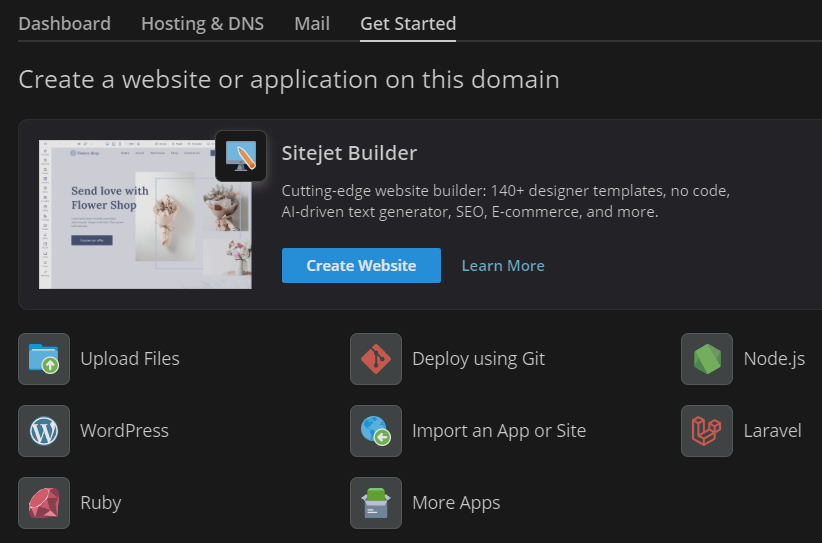 Dashboard Hosting & DNS Mail Get Started
Create a website or application on this domain
Send love with
Flower Shop
Sitejet Builder
Cutting-edge website builder: 140+ designer templates, no code,
AI-driven text generator, SEO, E-commerce, and more.
Create Website Learn More
Upload Files Deploy using Git Node.js
WordPress Import an App or Site Laravel
Ruby More Apps